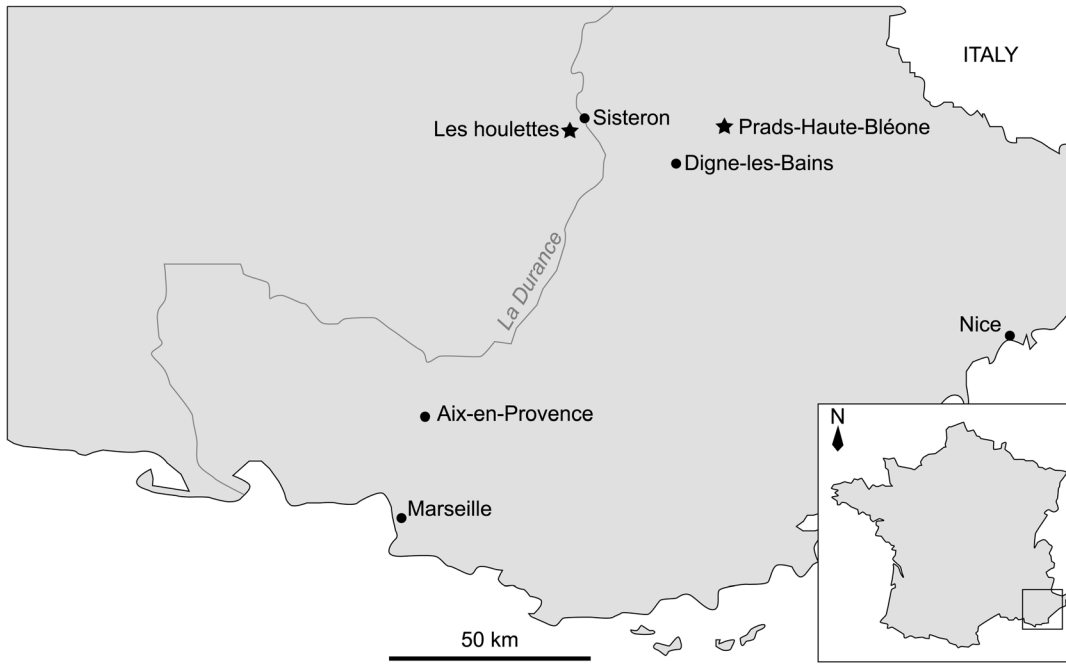 ITALY
Sisteron
Les houlettes
Prads-Haute-Bléone
Digne-les-Bains
La Durance
Nice
Aix-en-Provence
N
Marseille
50 km